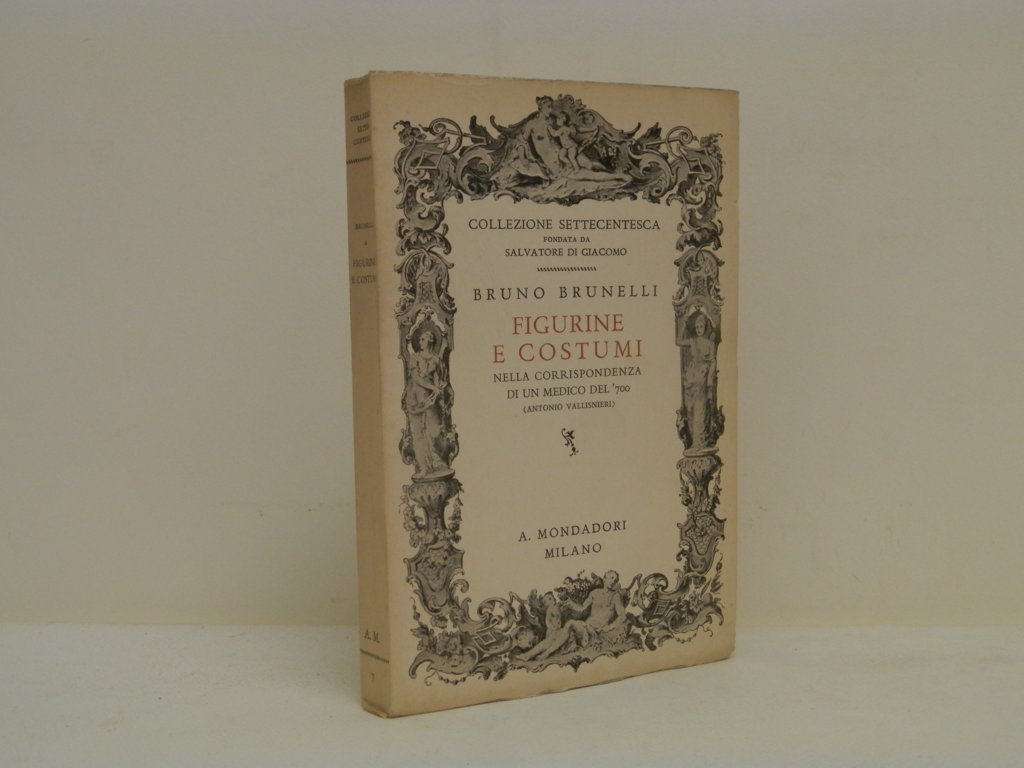 COLLEZIONE SETTECENTESCA
FONDATA DA
SALVATORE DI GIACOMO
BRUNO BRUNELLI
FIGURINE
E COSTUMI
NELLA CORRISPONDENZA
DI UN MEDICO DEL '700
(ANTONIO VALLISNIERI)
A. MONDADORI
MILANO
BRUNELLI
FIGURINE
E COSTUMI
A. M.
7